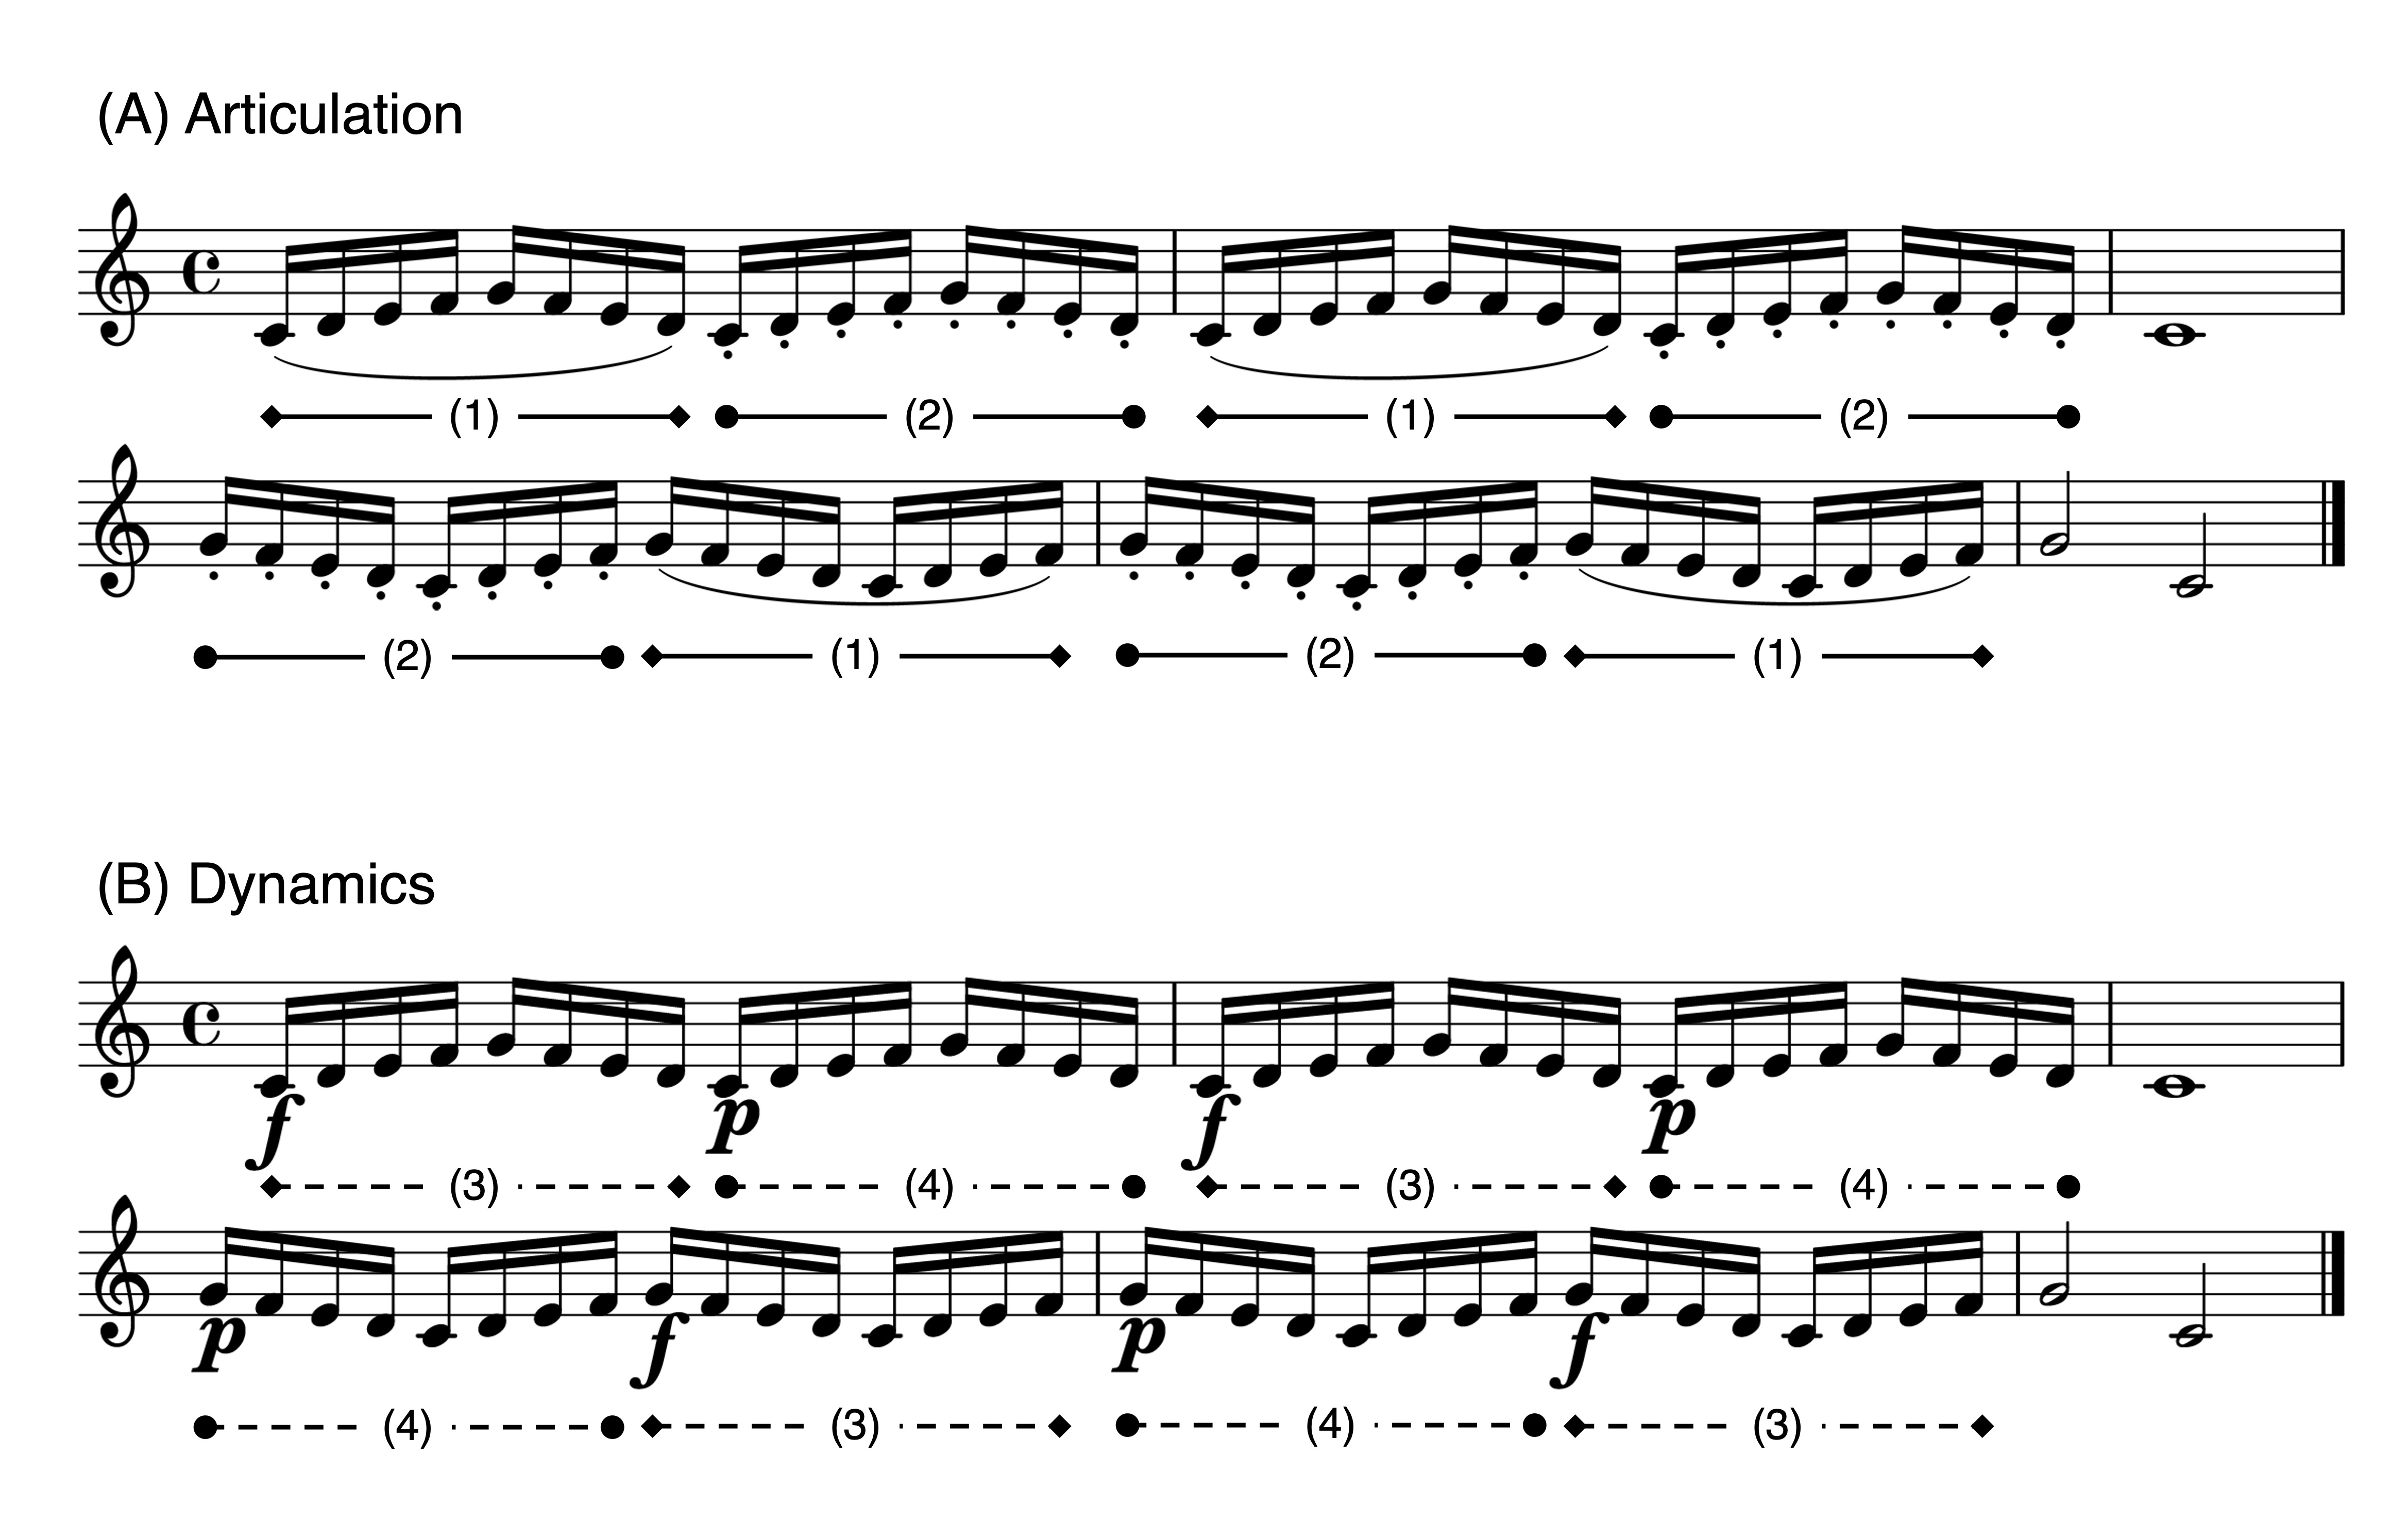 (A) Articulation
(1) (2) (1) (2)
(2) (1) (2) (1)
(B) Dynamics
f p f p
(3) (4) (3) (4)
p f p f
(4) (3) (4) (3)